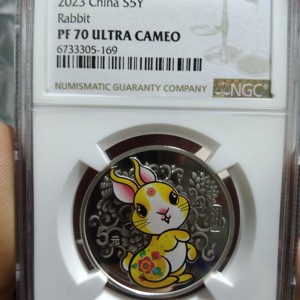 2023 China S5Y
Rabbit
PF 70 ULTRA CAMEO
6733305-169
NUMISMATIC GUARANTY COMPANY
NGC